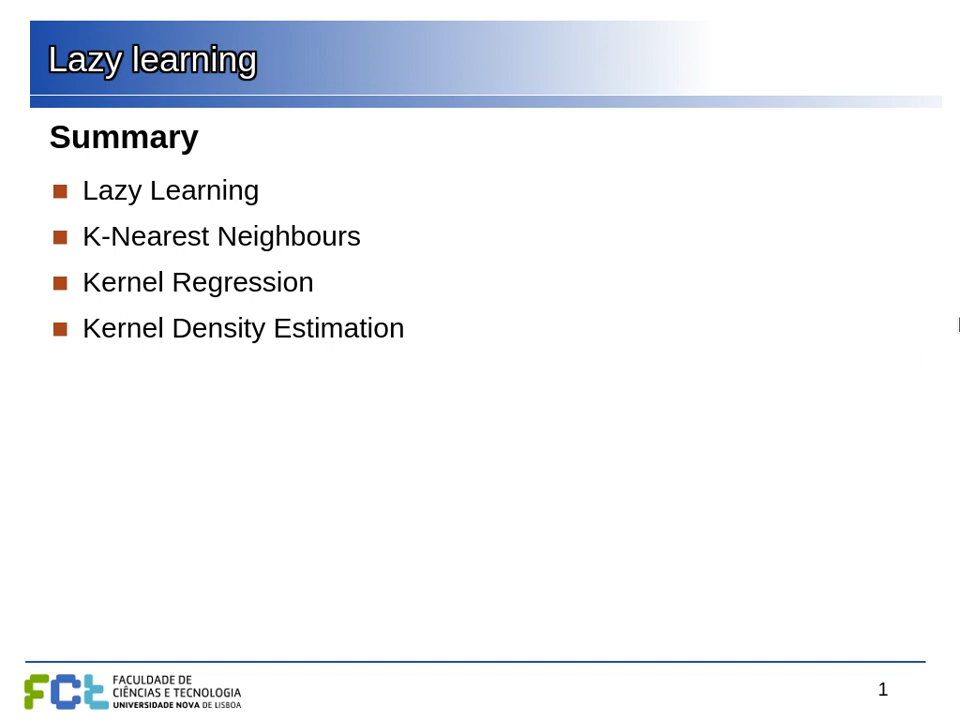 Lazy learning
Summary
Lazy Learning
K-Nearest Neighbours
Kernel Regression
Kernel Density Estimation
FCt
FACULDADE DE
CIÊNCIAS E TECNOLOGIA
UNIVERSIDADE NOVA DE LISBOA
1